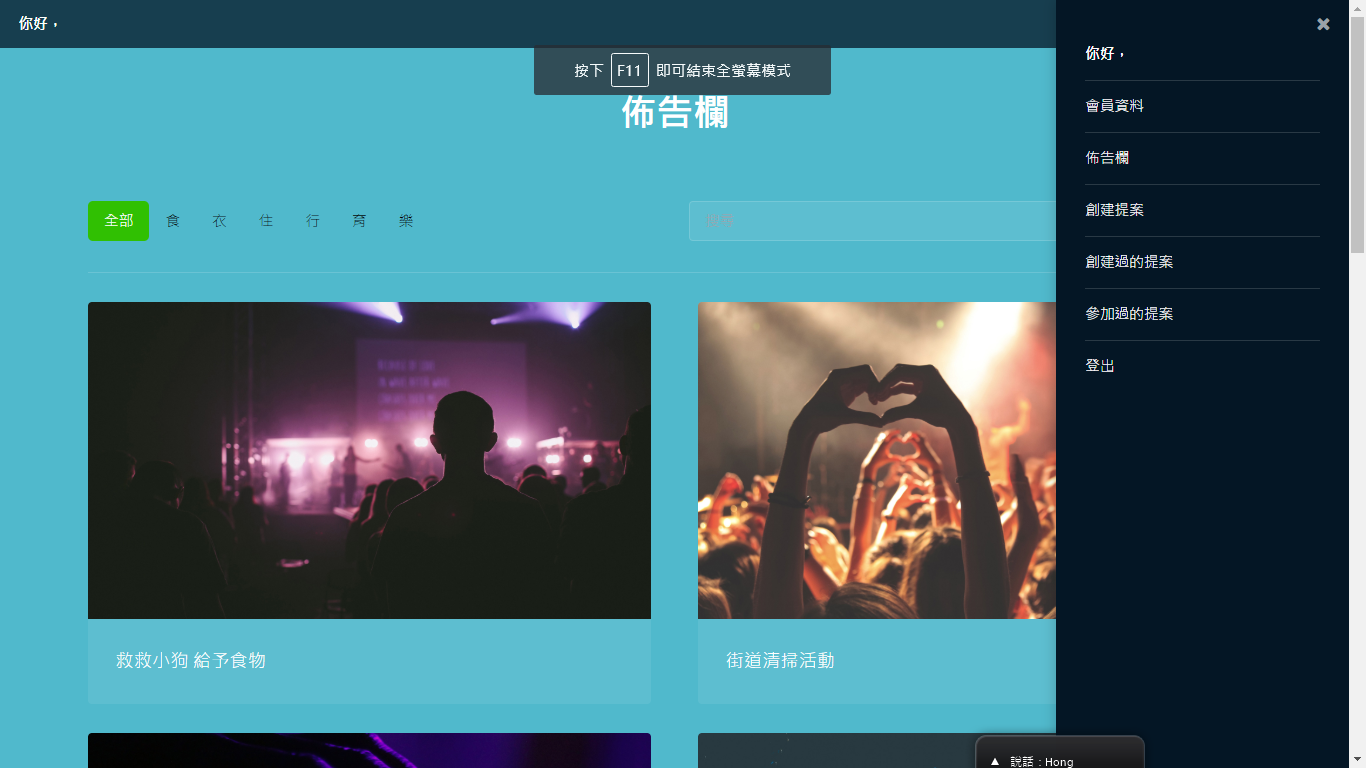 你好，
按下 F11 即可結束全螢幕模式
佈告欄
全部 食 衣 住 行 育 樂
救救小狗 給予食物
街道清掃活動
你好，
會員資料
佈告欄
創建提案
創建過的提案
參加過的提案
登出
▲ 說話 : Hong